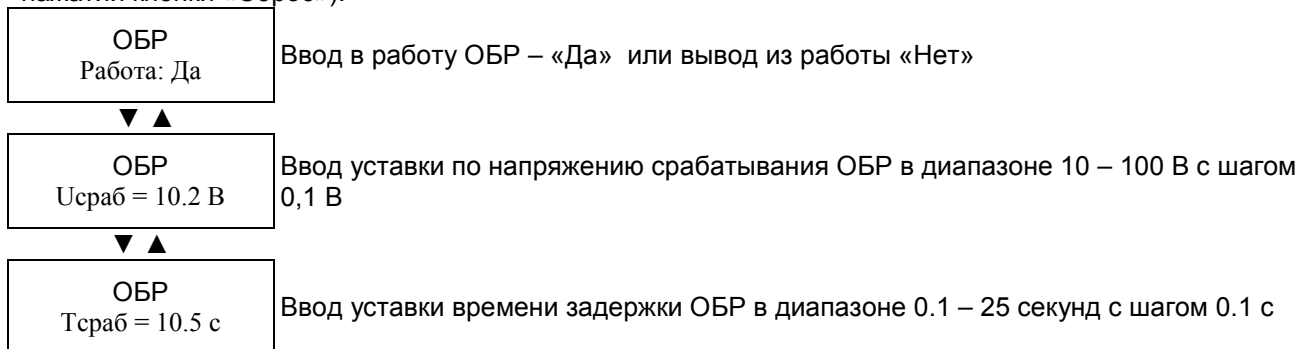 ОБР
Работа: Да
Ввод в работу ОБР – «Да» или вывод из работы «Нет»
▼ ▲
ОБР
Uсраб = 10.2 В
Ввод уставки по напряжению срабатывания ОБР в диапазоне 10 – 100 В с шагом
0,1 В
▼ ▲
ОБР
Тсраб = 10.5 с
Ввод уставки времени задержки ОБР в диапазоне 0.1 – 25 секунд с шагом 0.1 с